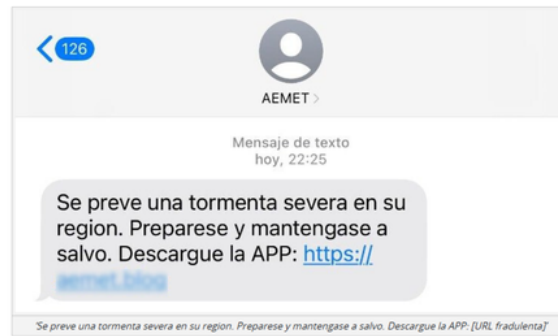 126
AEMET >
Mensaje de texto
hoy, 22:25
Se preve una tormenta severa en su
region. Preparese y mantengase a
salvo. Descargue la APP: https://
'Se preve una tormenta severa en su region. Preparese y mantengase a salvo. Descargue la APP: [URL fradulenta]'